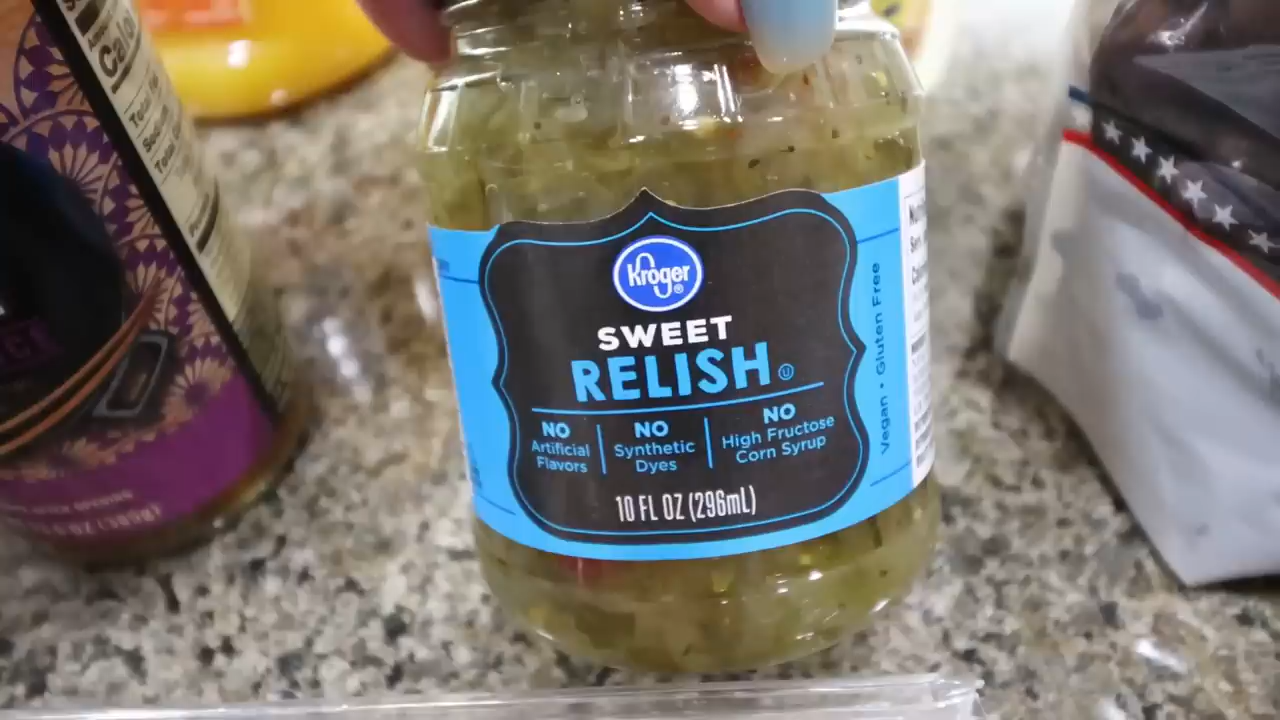 Kroger®
SWEET
RELISH Ⓤ
NO
Artificial
Flavors
NO
Synthetic
Dyes
NO
High Fructose
Corn Syrup
10 FL OZ (296mL)
Vegan • Gluten Free